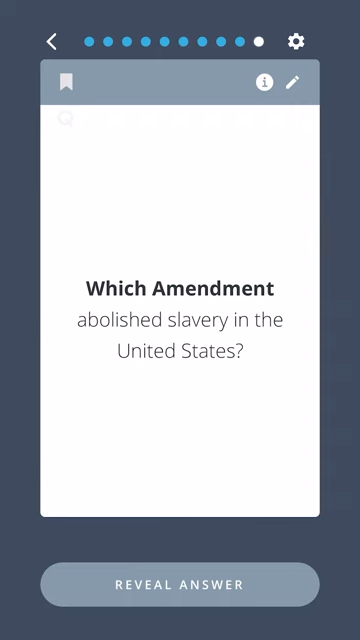 Q
Which Amendment
abolished slavery in the
United States?
REVEAL ANSWER